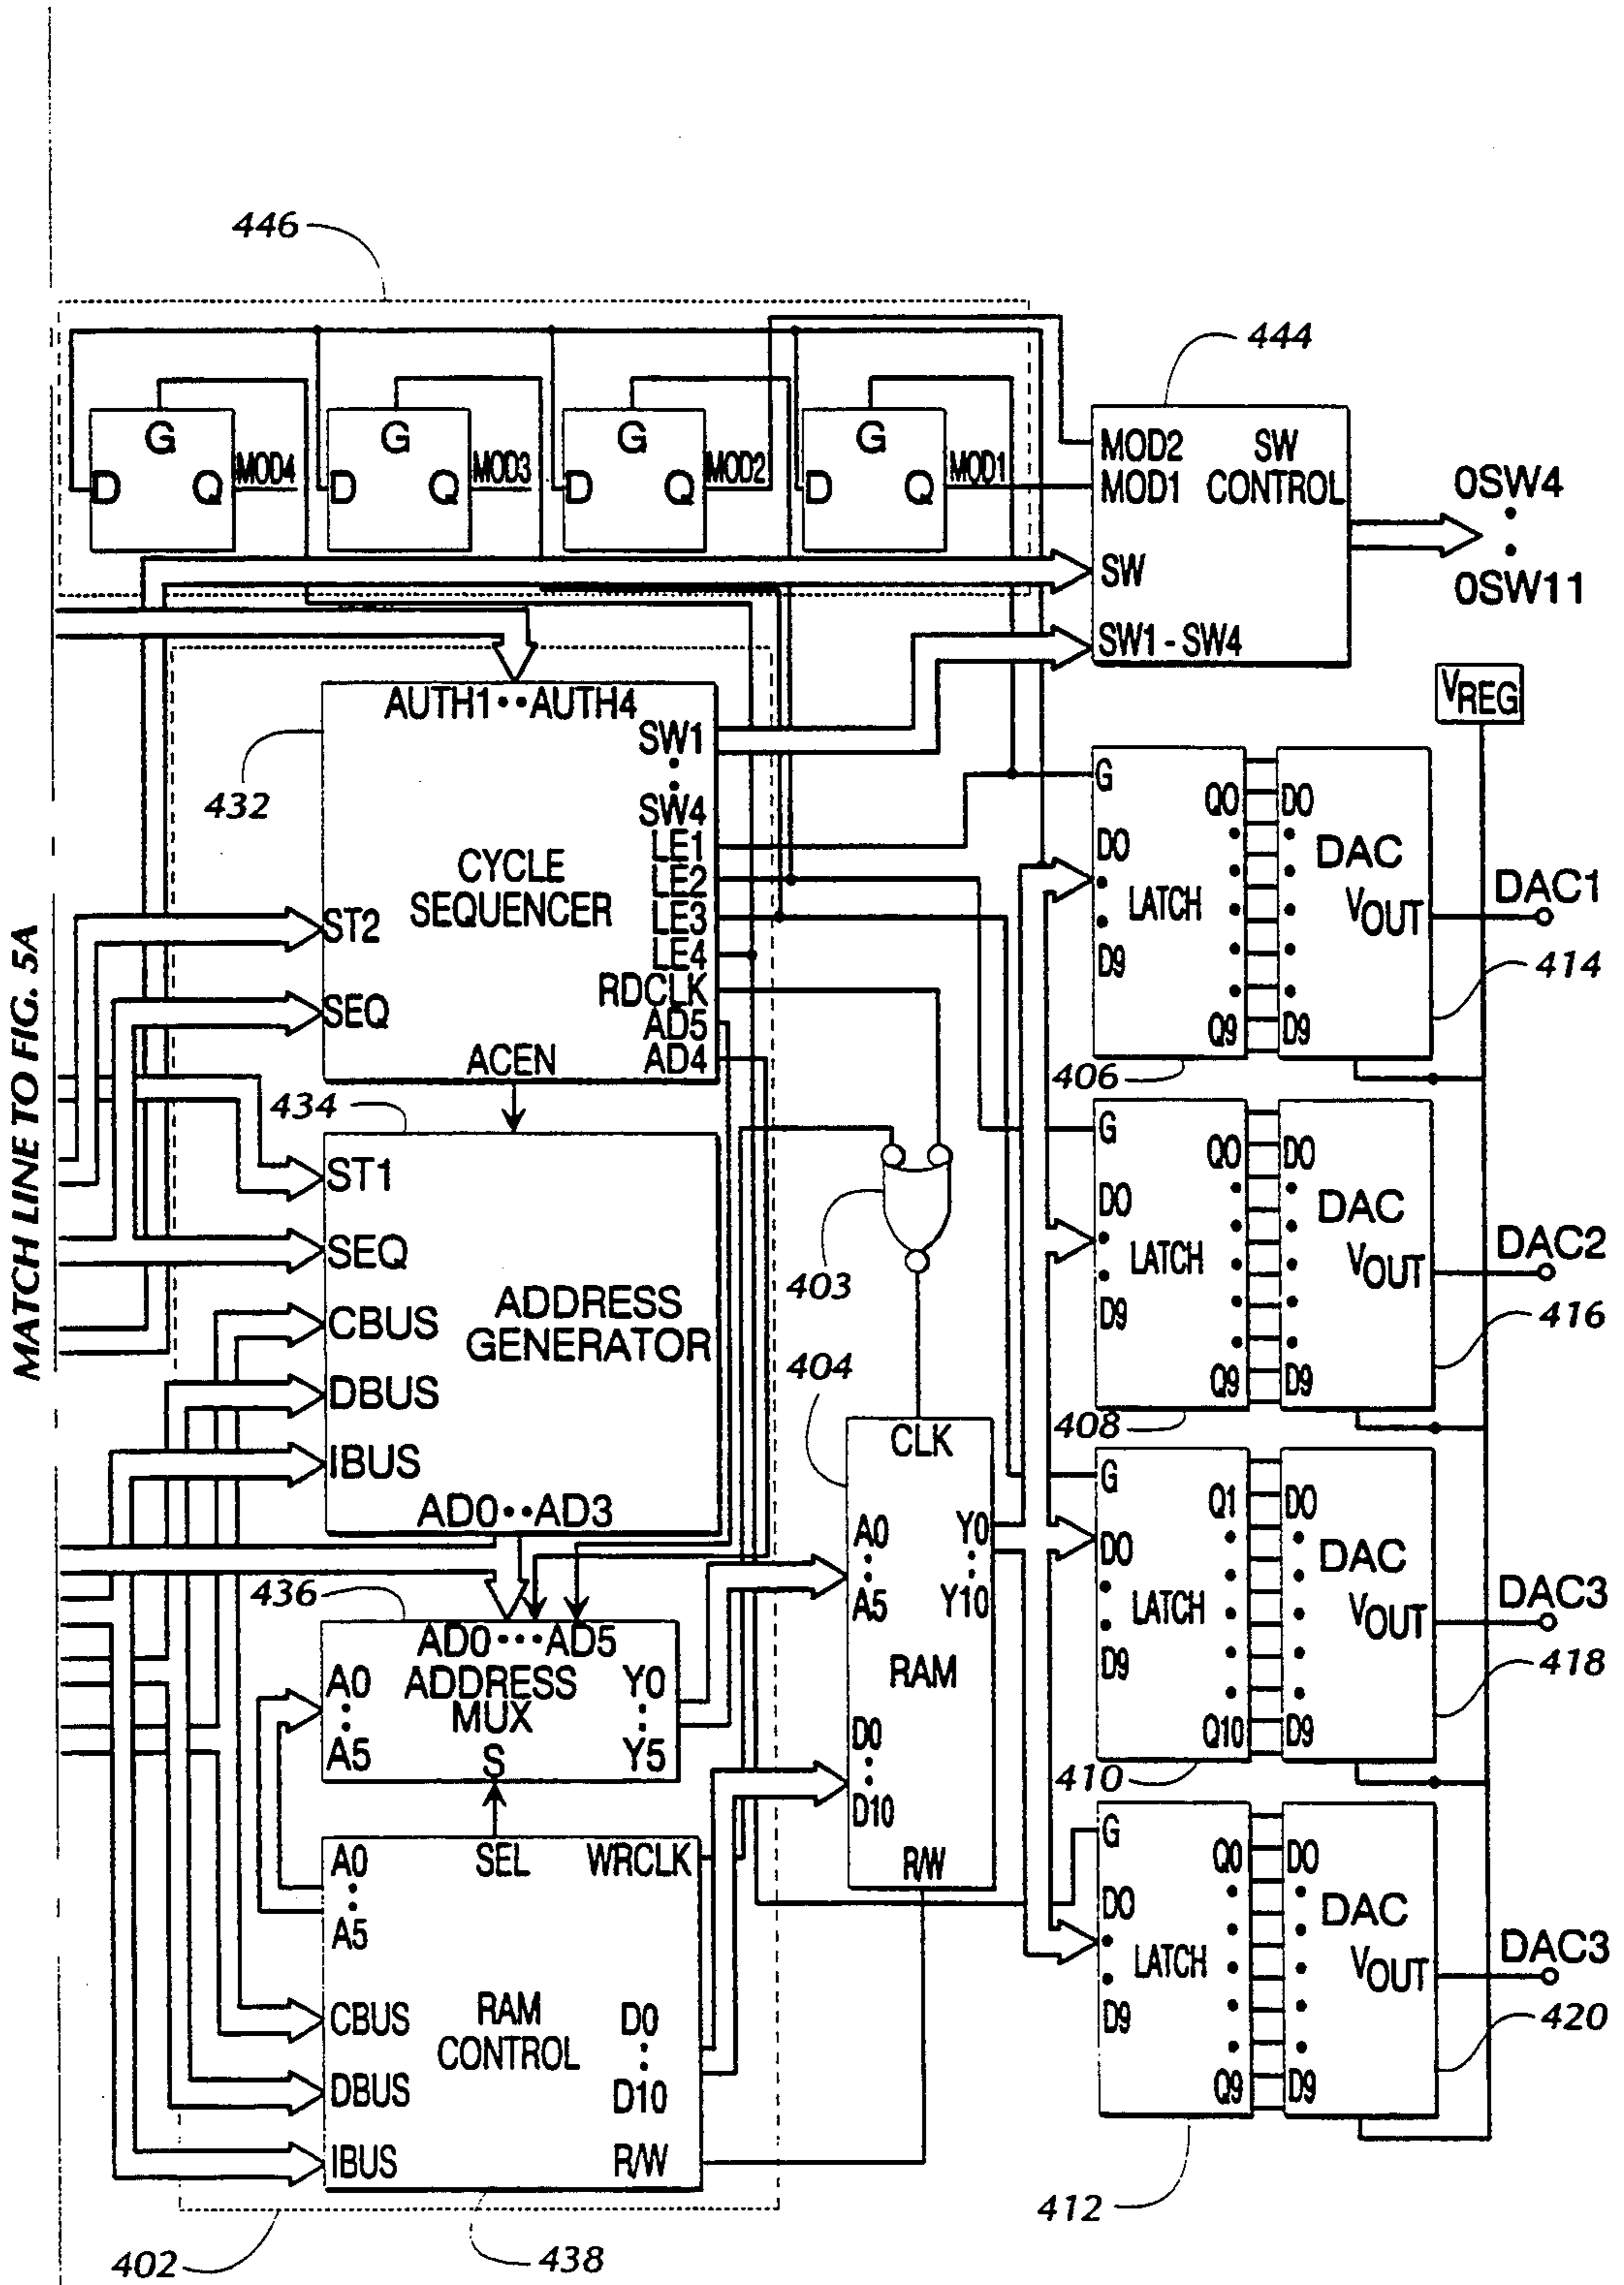 446
444
G
D
Q
MOD4
G
D
Q
MOD3
G
D
Q
MOD2
G
D
Q
MOD1
MOD2
MOD1
SW
CONTROL
SW
SW1 - SW4
0SW4
0SW11
VREG
432
AUTH1··AUTH4
SW1
SW4
LE1
LE2
LE3
LE4
RDCLK
AD5
AD4
CYCLE
SEQUENCER
ST2
SEQ
ACEN
MATCH LINE TO FIG. 5A
434
ST1
SEQ
CBUS
DBUS
IBUS
ADDRESS
GENERATOR
AD0··AD3
436
AD0···AD5
ADDRESS
MUX
S
A0
A5
Y0
Y5
A0
A5
SEL
WRCLK
CBUS
DBUS
IBUS
RAM
CONTROL
D0
D10
R/W
402
438
403
404
CLK
A0
A5
Y0
Y10
RAM
D0
D10
R/W
G
D0
D9
LATCH
Q0
Q9
D0
D9
DAC
VOUT
DAC1
414
406
G
D0
D9
LATCH
Q0
Q9
D0
D9
DAC
VOUT
DAC2
416
408
G
D0
D9
LATCH
Q1
Q10
D0
D9
DAC
VOUT
DAC3
418
410
G
D0
D9
LATCH
Q0
Q9
D0
D9
DAC
VOUT
DAC3
420
412